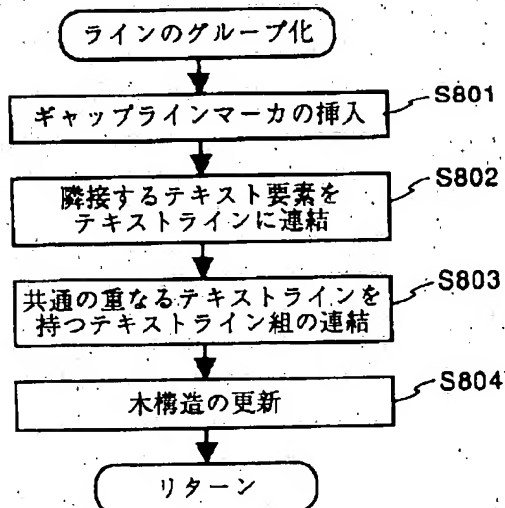 ラインのグループ化
ギャップラインマーカの挿入
S801
隣接するテキスト要素を
テキストラインに連結
S802
共通の重なるテキストラインを
持つテキストライン組の連結
S803
木構造の更新
S804
リターン